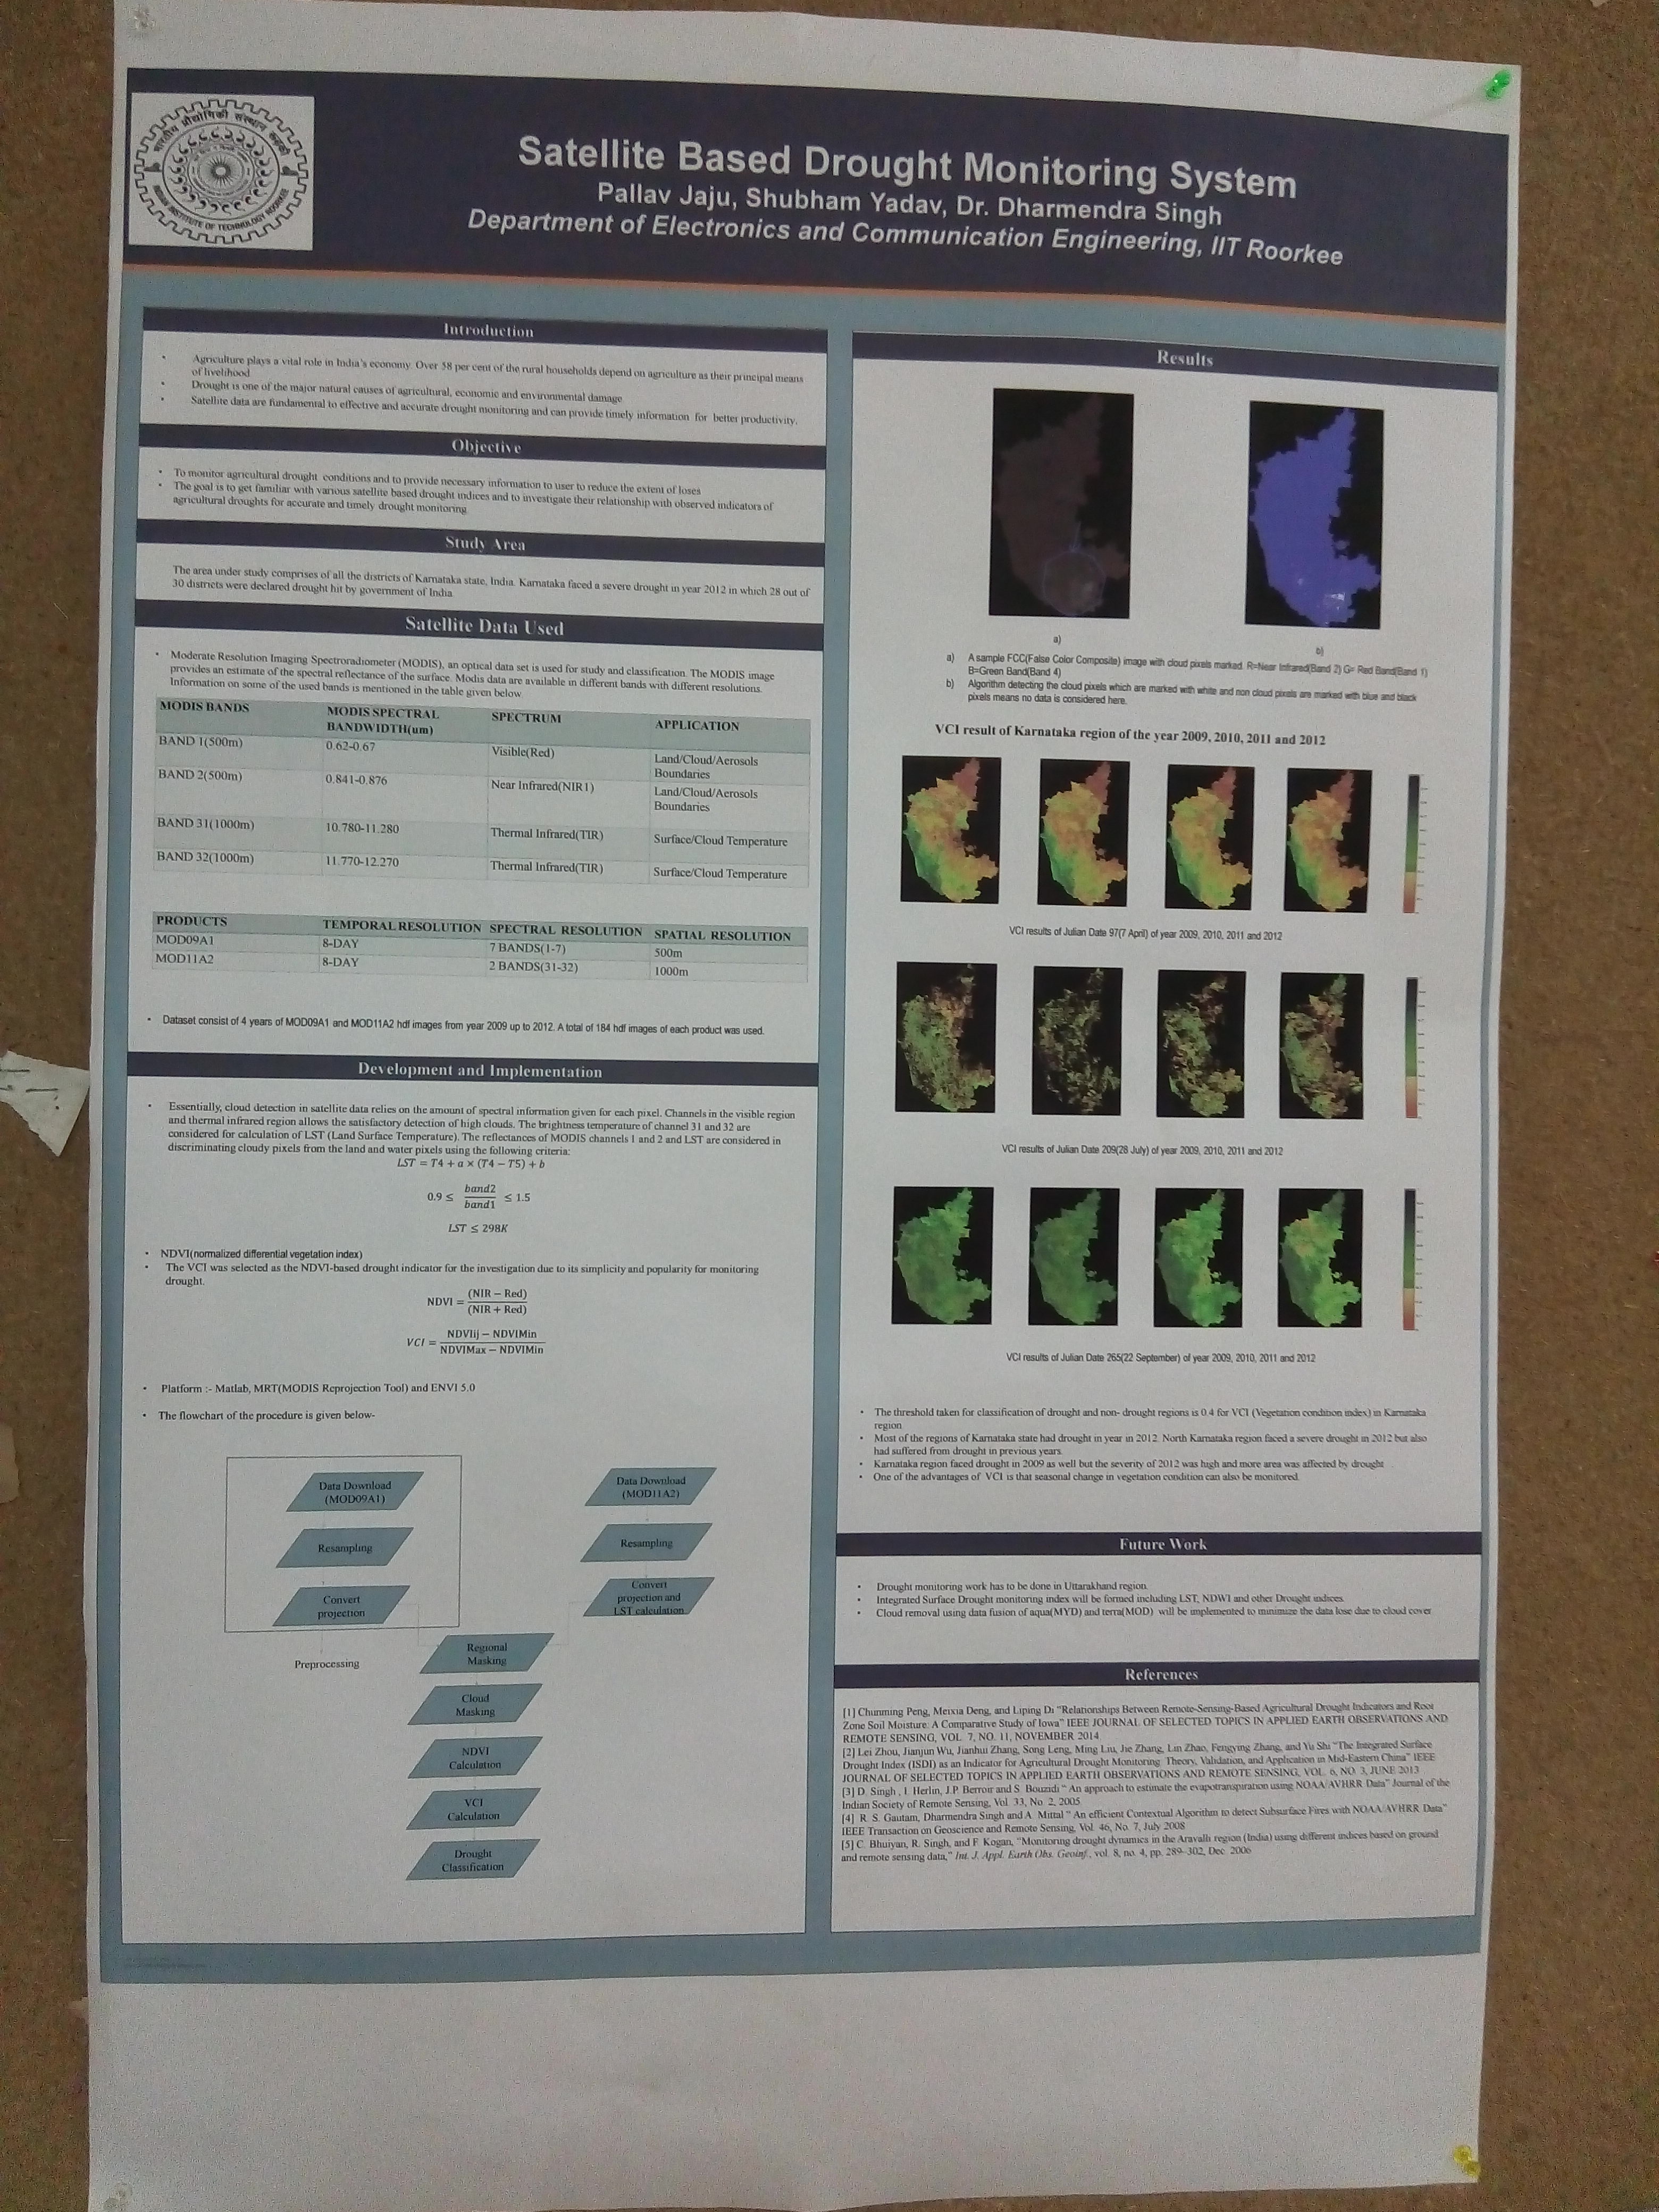 भारतीय प्रौद्योगिकी संस्थान रुड़की
INDIAN INSTITUTE OF TECHNOLOGY ROORKEE
Satellite Based Drought Monitoring System
Pallav Jaju, Shubham Yadav, Dr. Dharmendra Singh
Department of Electronics and Communication Engineering, IIT Roorkee
Introduction
• Agriculture plays a vital role in India's economy. Over 58 per cent of the rural households depend on agriculture as their principal means
of livelihood
• Drought is one of the major natural causes of agricultural, economic and environmental damage
• Satellite data are fundamental to effective and accurate drought monitoring and can provide timely information for better productivity.
Objective
• To monitor agricultural drought conditions and to provide necessary information to user to reduce the extent of loses
• The goal is to get familiar with various satellite based drought indices and to investigate their relationship with observed indicators of
agricultural droughts for accurate and timely drought monitoring
Study Area
The area under study comprises of all the districts of Karnataka state, India. Karnataka faced a severe drought in year 2012 in which 28 out of
30 districts were declared drought hit by government of India
Satellite Data Used
• Moderate Resolution Imaging Spectroradiometer (MODIS), an optical data set is used for study and classification. The MODIS image
provides an estimate of the spectral reflectance of the surface. Modis data are available in different bands with different resolutions.
Information on some of the used bands is mentioned in the table given below
MODIS BANDS MODIS SPECTRAL BANDWIDTH(um) SPECTRUM APPLICATION
BAND 1(500m) 0.62-0.67 Visible(Red) Land/Cloud/Aerosols Boundaries
BAND 2(500m) 0.841-0.876 Near Infrared(NIR1) Land/Cloud/Aerosols Boundaries
BAND 31(1000m) 10.780-11.280 Thermal Infrared(TIR) Surface/Cloud Temperature
BAND 32(1000m) 11.770-12.270 Thermal Infrared(TIR) Surface/Cloud Temperature
PRODUCTS TEMPORAL RESOLUTION SPECTRAL RESOLUTION SPATIAL RESOLUTION
MOD09A1 8-DAY 7 BANDS(1-7) 500m
MOD11A2 8-DAY 2 BANDS(31-32) 1000m
• Dataset consist of 4 years of MOD09A1 and MOD11A2 hdf images from year 2009 up to 2012. A total of 184 hdf images of each product was used.
Development and Implementation
• Essentially, cloud detection in satellite data relies on the amount of spectral information given for each pixel. Channels in the visible region
and thermal infrared region allows the satisfactory detection of high clouds. The brightness temperature of channel 31 and 32 are
considered for calculation of LST (Land Surface Temperature). The reflectances of MODIS channels 1 and 2 and LST are considered in
discriminating cloudy pixels from the land and water pixels using the following criteria:
LST = T4 + a × (T4 − T5) + b
0.9 ≤ band2/band1 ≤ 1.5
LST ≤ 298K
• NDVI(normalized differential vegetation index)
• The VCI was selected as the NDVI-based drought indicator for the investigation due to its simplicity and popularity for monitoring
drought.
NDVI = (NIR − Red)/(NIR + Red)
VCI = NDVIij − NDVIMin/NDVIMax − NDVIMin
• Platform :- Matlab, MRT(MODIS Reprojection Tool) and ENVI 5.0
• The flowchart of the procedure is given below-
Data Download
(MOD09A1)
Resampling
Convert
projection
Preprocessing
Data Download
(MOD11A2)
Resampling
Convert
projection and
LST calculation
Regional
Masking
Cloud
Masking
NDVI
Calculation
VCI
Calculation
Drought
Classification
Results
a)
b)
a) A sample FCC(False Color Composite) image with cloud pixels marked. R=Near Infrared(Band 2) G= Red Band(Band 1)
B=Green Band(Band 4)
b) Algorithm detecting the cloud pixels which are marked with white and non cloud pixels are marked with blue and black
pixels means no data is considered here.
VCI result of Karnataka region of the year 2009, 2010, 2011 and 2012
VCI results of Julian Date 97(7 April) of year 2009, 2010, 2011 and 2012
VCI results of Julian Date 209(28 July) of year 2009, 2010, 2011 and 2012
VCI results of Julian Date 265(22 September) of year 2009, 2010, 2011 and 2012
• The threshold taken for classification of drought and non- drought regions is 0.4 for VCI (Vegetation condition index) in Karnataka
region
• Most of the regions of Karnataka state had drought in year in 2012. North Karnataka region faced a severe drought in 2012 but also
had suffered from drought in previous years.
• Karnataka region faced drought in 2009 as well but the severity of 2012 was high and more area was affected by drought
• One of the advantages of VCI is that seasonal change in vegetation condition can also be monitored.
Future Work
• Drought monitoring work has to be done in Uttarakhand region.
• Integrated Surface Drought monitoring index will be formed including LST, NDWI and other Drought indices.
• Cloud removal using data fusion of aqua(MYD) and terra(MOD) will be implemented to minimize the data lose due to cloud cover
References
[1] Chunming Peng, Meixia Deng, and Liping Di "Relationships Between Remote-Sensing-Based Agricultural Drought Indicators and Root
Zone Soil Moisture: A Comparative Study of Iowa" IEEE JOURNAL OF SELECTED TOPICS IN APPLIED EARTH OBSERVATIONS AND
REMOTE SENSING, VOL. 7, NO. 11, NOVEMBER 2014
[2] Lei Zhou, Jianjun Wu, Jianhui Zhang, Song Leng, Ming Liu, Jie Zhang, Lin Zhao, Fengying Zhang, and Yu Shi "The Integrated Surface
Drought Index (ISDI) as an Indicator for Agricultural Drought Monitoring: Theory, Validation, and Application in Mid-Eastern China" IEEE
JOURNAL OF SELECTED TOPICS IN APPLIED EARTH OBSERVATIONS AND REMOTE SENSING, VOL. 6, NO. 3, JUNE 2013
[3] D. Singh , I. Herlin, J.P. Berroir and S. Bouzidi " An approach to estimate the evapotranspiration using NOAA/AVHRR Data" Journal of the
Indian Society of Remote Sensing, Vol. 33, No. 2, 2005
[4] R. S. Gautam, Dharmendra Singh and A. Mittal " An efficient Contextual Algorithm to detect Subsurface Fires with NOAA/AVHRR Data"
IEEE Transaction on Geoscience and Remote Sensing, Vol. 46, No. 7, July 2008
[5] C. Bhuiyan, R. Singh, and F. Kogan, "Monitoring drought dynamics in the Aravalli region (India) using different indices based on ground
and remote sensing data," Int. J. Appl. Earth Obs. Geoinf., vol. 8, no. 4, pp. 289–302, Dec. 2006